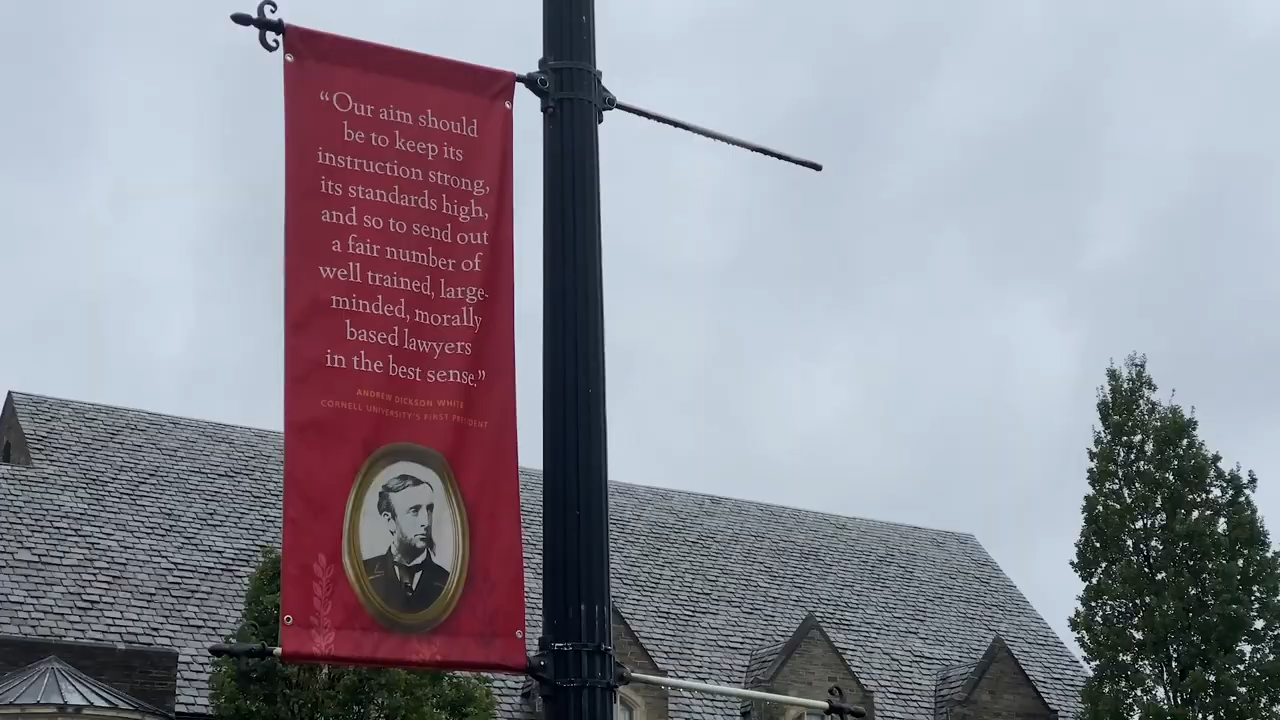 “Our aim should
be to keep its
instruction strong,
its standards high,
and so to send out
a fair number of
well trained, large-
minded, morally
based lawyers
in the best sense.”
ANDREW DICKSON WHITE
CORNELL UNIVERSITY'S FIRST PRESIDENT